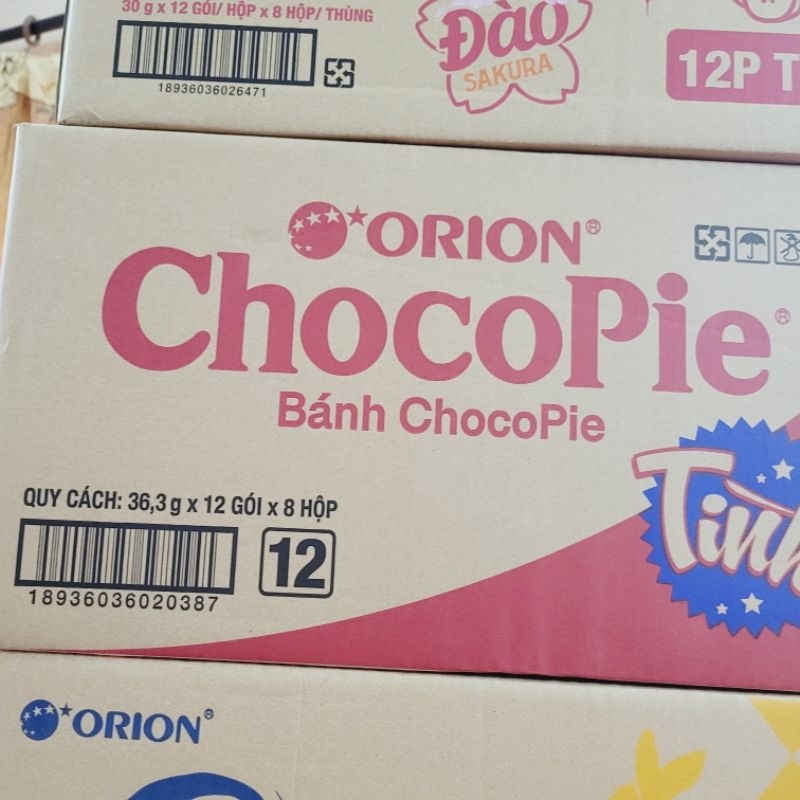 30 g x 12 GÓI/ HỘP x 8 HỘP/ THÙNG
18936036026471
Đào
SAKURA
12P T
ORION®
ChocoPie®
Bánh ChocoPie
QUY CÁCH: 36,3 g x 12 GÓI x 8 HỘP
12
18936036020387
Tình
ORION®